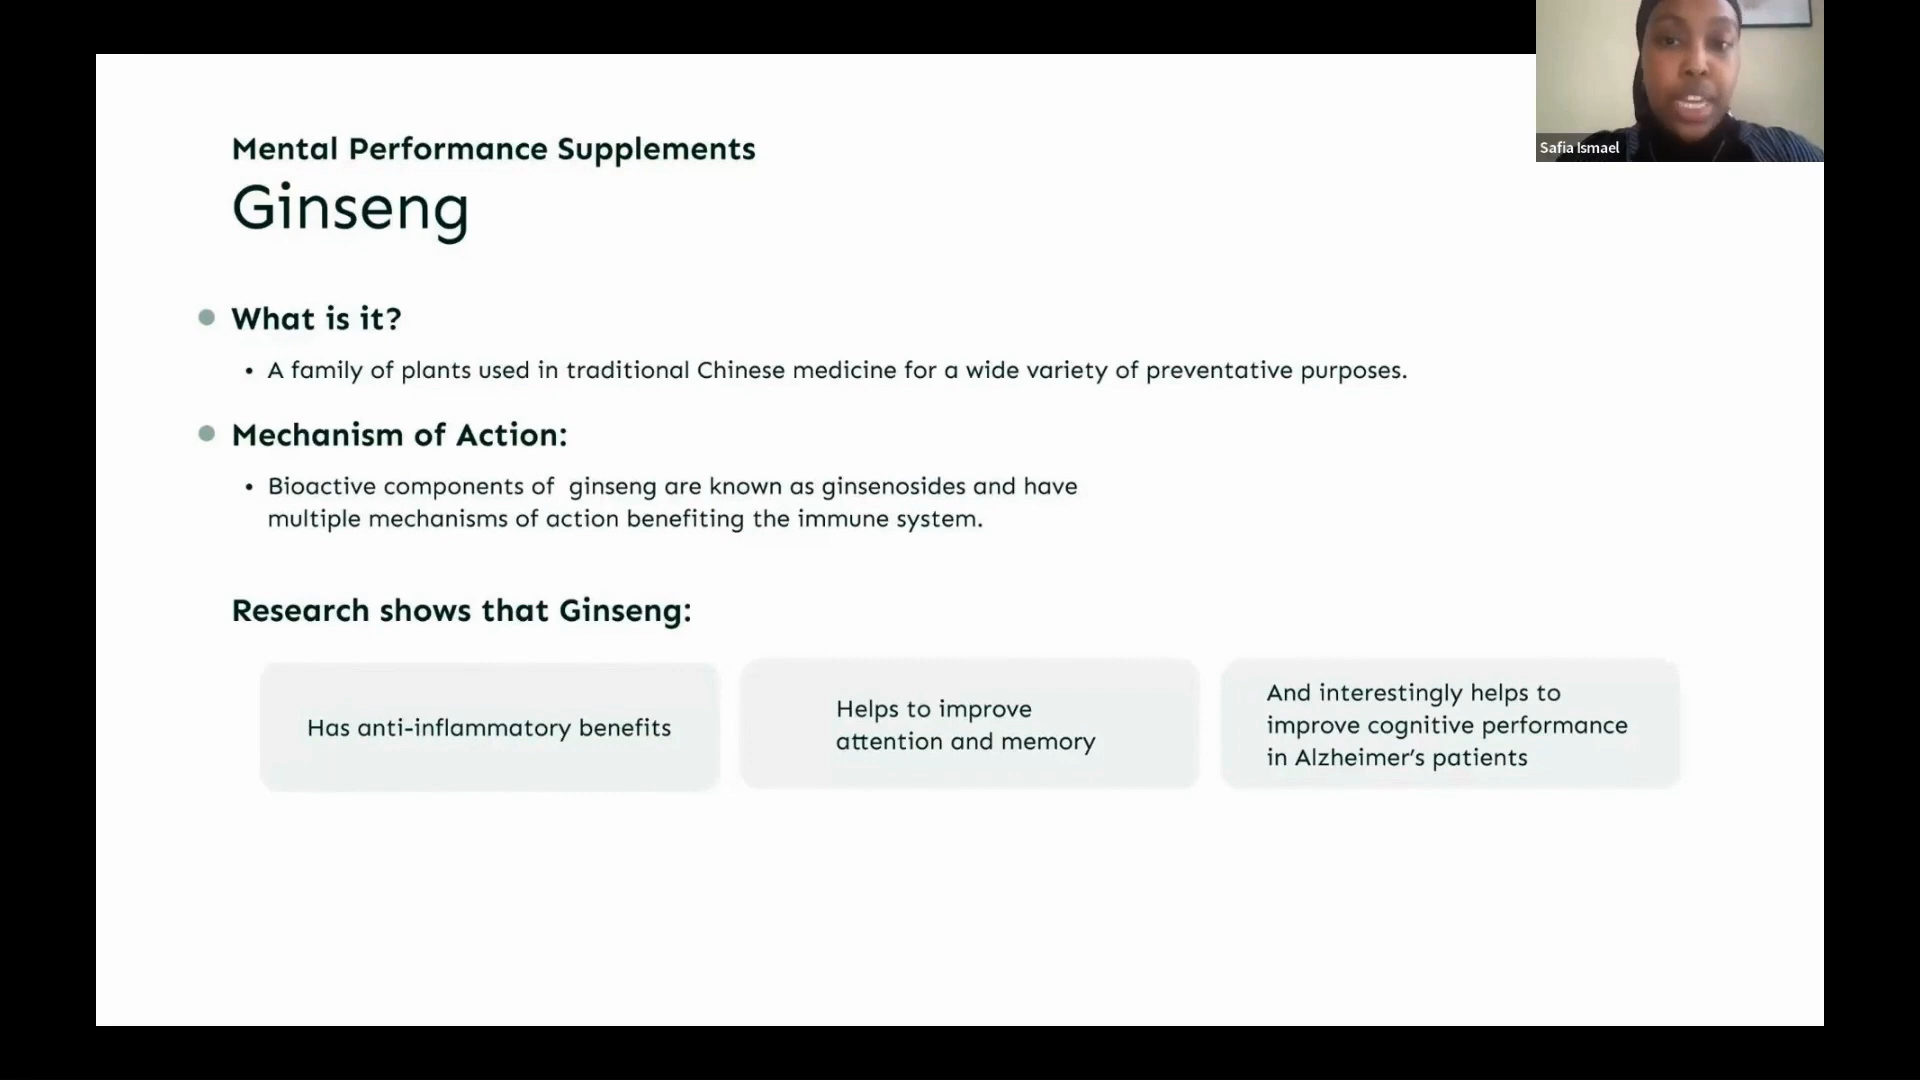 Safia Ismael
Mental Performance Supplements
Ginseng
What is it?
• A family of plants used in traditional Chinese medicine for a wide variety of preventative purposes.
Mechanism of Action:
• Bioactive components of  ginseng are known as ginsenosides and have
multiple mechanisms of action benefiting the immune system.
Research shows that Ginseng:
Has anti-inflammatory benefits
Helps to improve
attention and memory
And interestingly helps to
improve cognitive performance
in Alzheimer’s patients